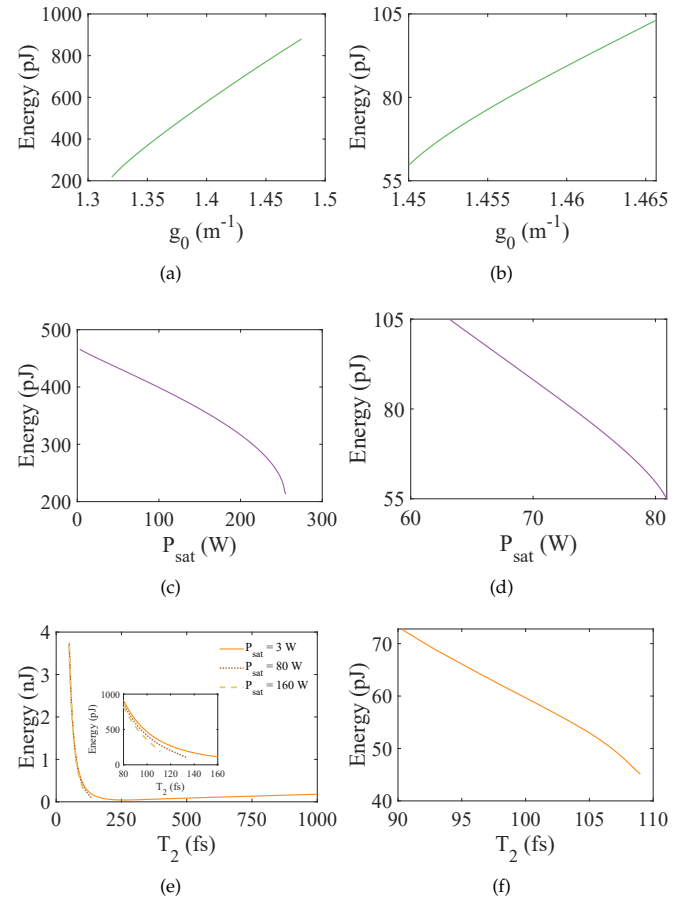 1000
800
600
400
200
Energy (pJ)
1.3
1.35
1.4
1.45
1.5
g0 (m-1)
(a)
105
80
55
Energy (pJ)
1.45
1.455
1.46
1.465
g0 (m-1)
(b)
500
400
300
200
Energy (pJ)
0
100
200
300
Psat (W)
(c)
105
80
55
Energy (pJ)
60
70
80
Psat (W)
(d)
4
3
2
1
0
Energy (nJ)
Psat = 3 W
Psat = 80 W
Psat = 160 W
1000
500
0
Energy (pJ)
80
100
120
140
160
T2 (fs)
0
250
500
750
1000
T2 (fs)
(e)
70
60
50
40
Energy (pJ)
90
95
100
105
110
T2 (fs)
(f)